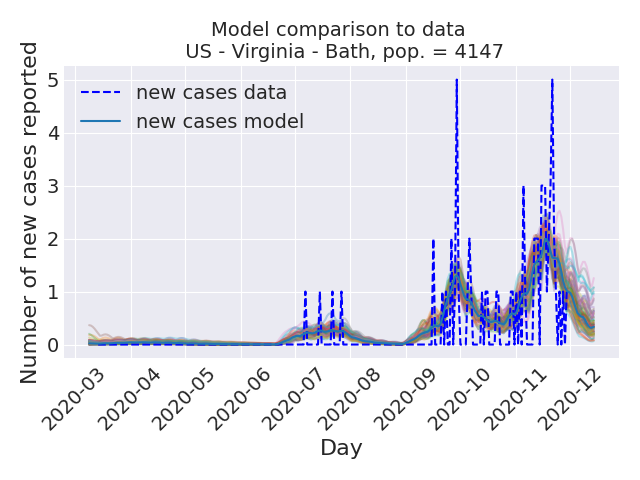 Model comparison to data
US - Virginia - Bath, pop. = 4147
Number of new cases reported
5
4
3
2
1
0
new cases data
new cases model
2020-03
2020-04
2020-05
2020-06
2020-07
2020-08
2020-09
2020-10
2020-11
2020-12
Day